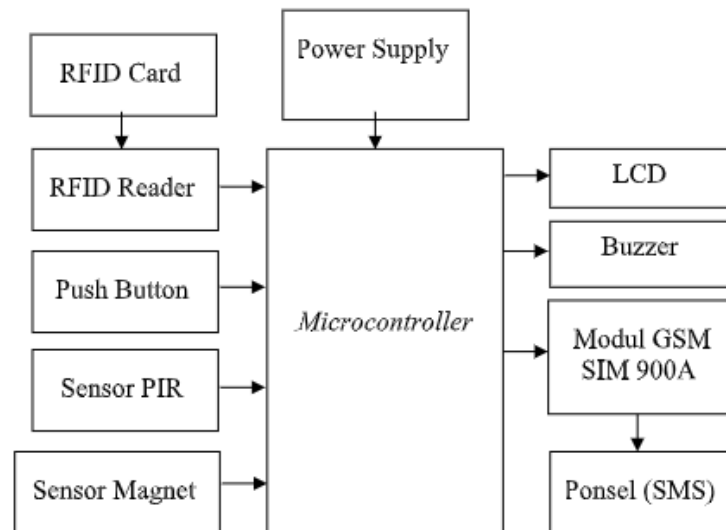 RFID Card
Power Supply
RFID Reader
LCD
Push Button
Buzzer
Microcontroller
Modul GSM
SIM 900A
Sensor PIR
Sensor Magnet
Ponsel (SMS)